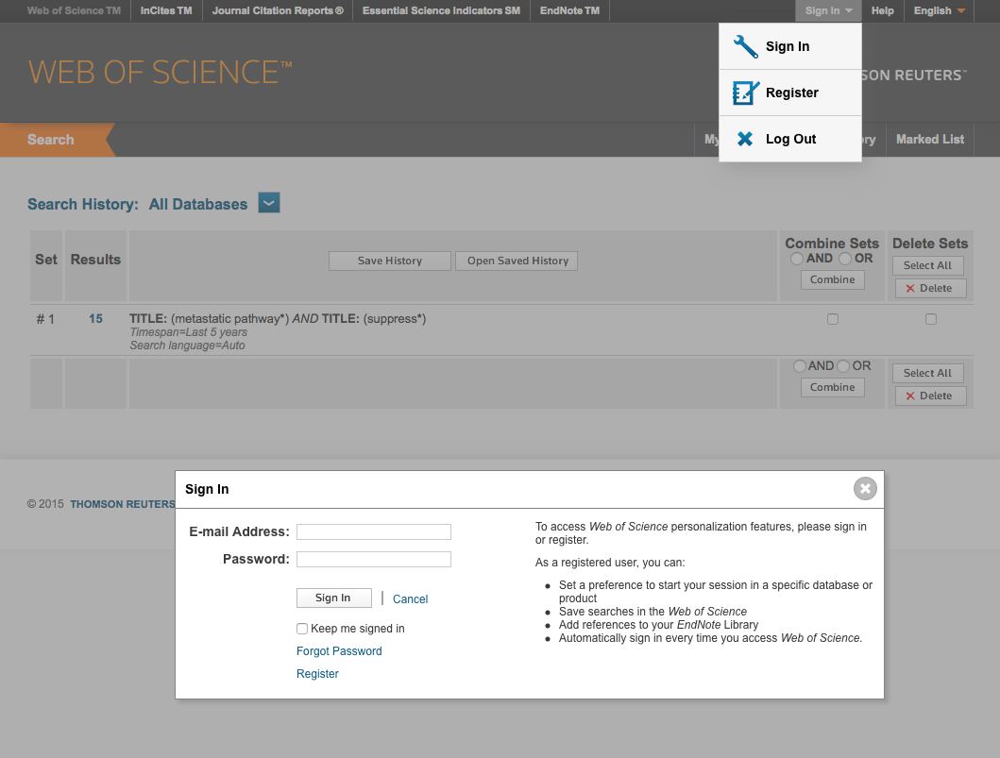 Web of Science TM InCites TM Journal Citation Reports ® Essential Science Indicators SM EndNote TM Sign In Help English
Sign In
Register
Log Out
WEB OF SCIENCE™
SON REUTERS™
Search My ry Marked List
Search History: All Databases
Set Results Save History Open Saved History Combine Sets Delete Sets
AND OR Select All
Combine Delete
# 1 15 TITLE: (metastatic pathway*) AND TITLE: (suppress*)
Timespan=Last 5 years
Search language=Auto
AND OR Select All
Combine Delete
© 2015 THOMSON REUTERS
Sign In
E-mail Address:
Password:
Sign In | Cancel
Keep me signed in
Forgot Password
Register
To access Web of Science personalization features, please sign in
or register.
As a registered user, you can:
• Set a preference to start your session in a specific database or
product
• Save searches in the Web of Science
• Add references to your EndNote Library
• Automatically sign in every time you access Web of Science.